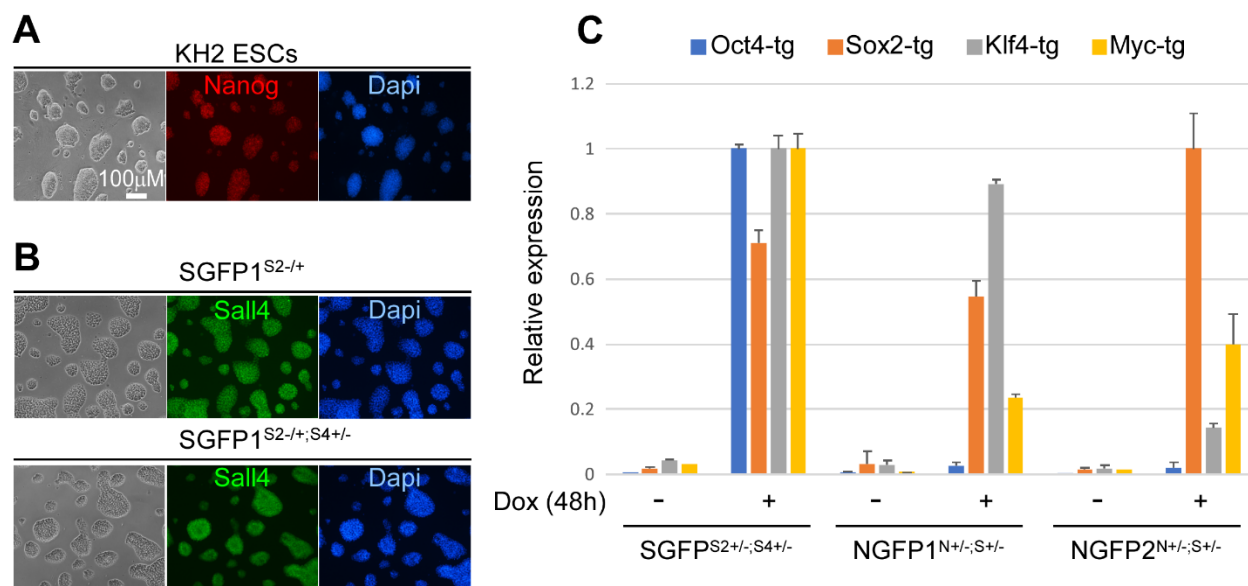 A
KH2 ESCs
Nanog
Dapi
100μM
B
SGFP1S2-/+
Sall4
Dapi
SGFP1S2-/+;S4+/-
Sall4
Dapi
C
Oct4-tg Sox2-tg Klf4-tg Myc-tg
Relative expression
1.2
1
0.8
0.6
0.4
0.2
0
Dox (48h) - + - + - +
SGFPS2+/-;S4+/- NGFP1N+/-;S+/- NGFP2N+/-;S+/-